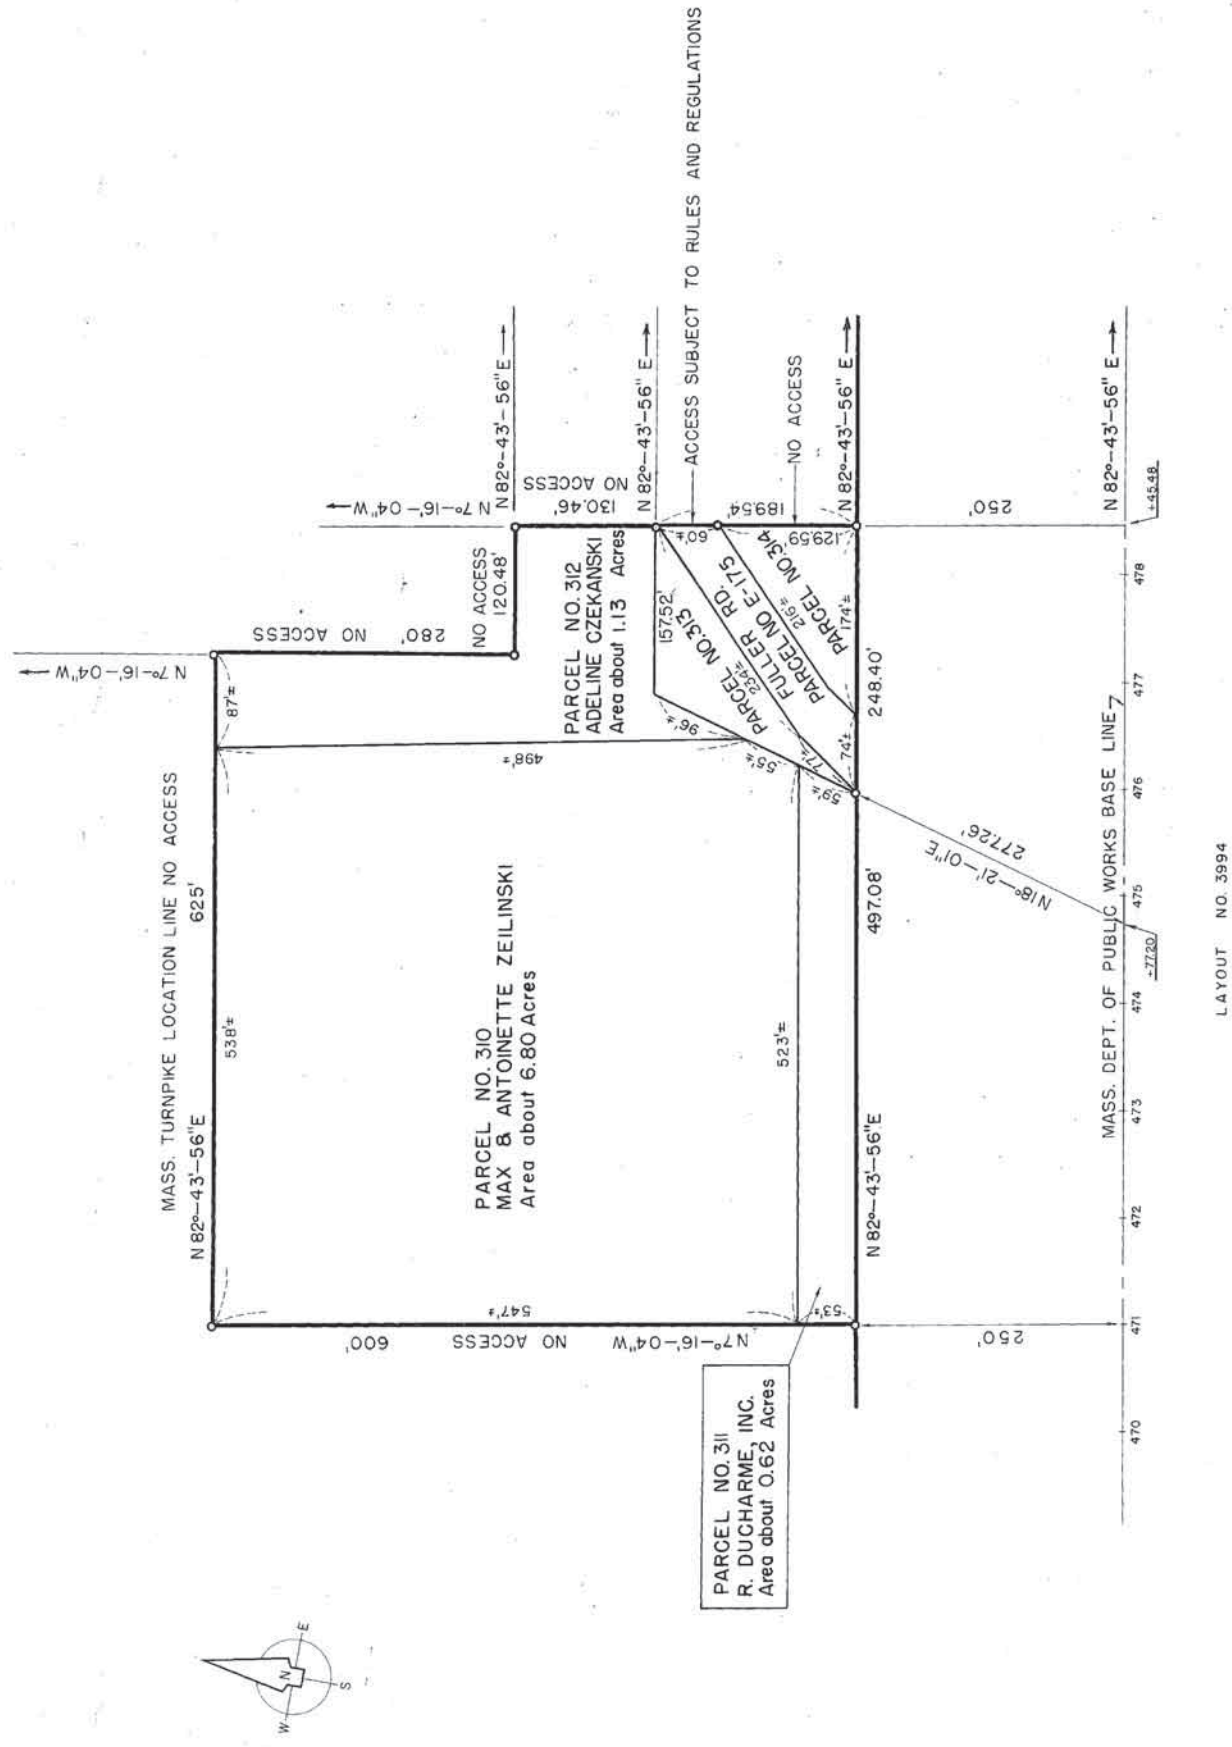 MASS. TURNPIKE LOCATION LINE NO ACCESS
N 82°-43'-56"E
625'
538'±
87'±
N 7°-16'-04"W
280'
NO ACCESS
NO ACCESS
120.48'
N 7°-16'-04"W
N 82°-43'-56" E
130.46'
NO ACCESS
N 82°-43'-56" E
ACCESS SUBJECT TO RULES AND REGULATIONS
60'±
189.54'
129.59
NO ACCESS
N 82°-43'-56" E
600'
NO ACCESS
N7°-16'-04"W
547'±
53'±
498'±
523'±
PARCEL NO. 310
MAX & ANTOINETTE ZEILINSKI
Area about 6.80 Acres
PARCEL NO. 312
ADELINE CZEKANSKI
Area about 1.13 Acres
157.52'
PARCEL NO.313
234'±
FULLER RD.
PARCEL NO E-175
216'±
PARCEL NO.314
96'±
55'±
59'±
77'±
74'±
174'±
248.40'
497.08'
N 82°-43'-56"E
PARCEL NO. 311
R. DUCHARME, INC.
Area about 0.62 Acres
277.26'
N18°-21'-01"E
250'
250'
N 82°-43'-56" E
MASS. DEPT. OF PUBLIC WORKS BASE LINE
470
471
472
473
474
475
476
477
478
+77.20
+45.48
LAYOUT NO. 3994
N
E
S
W